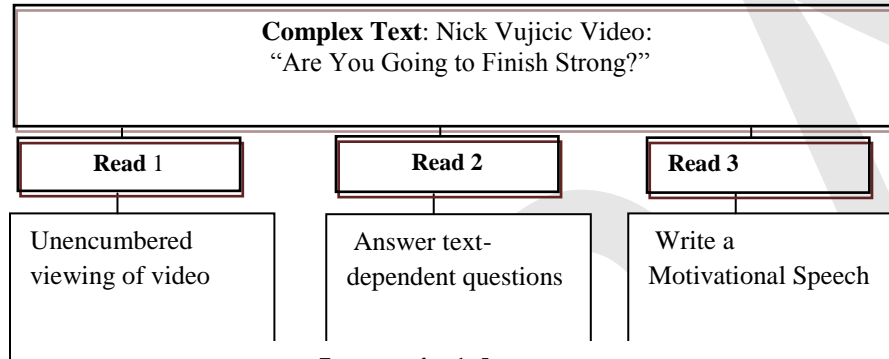 Complex Text: Nick Vujicic Video:
“Are You Going to Finish Strong?”
Read 1
Read 2
Read 3
Unencumbered
viewing of video
Answer text-
dependent questions
Write a
Motivational Speech